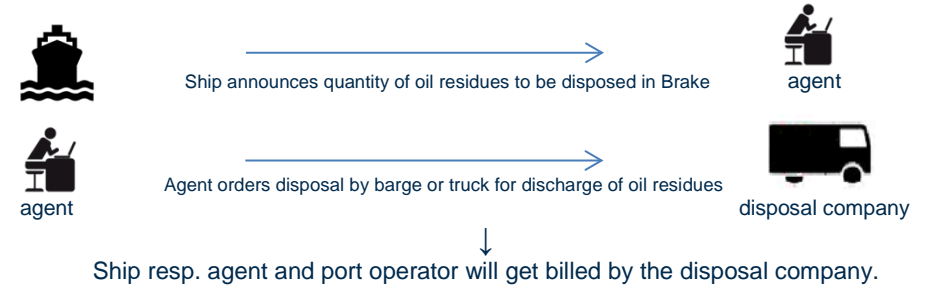 Ship announces quantity of oil residues to be disposed in Brake
agent
Agent orders disposal by barge or truck for discharge of oil residues
agent
disposal company
Ship resp. agent and port operator will get billed by the disposal company.